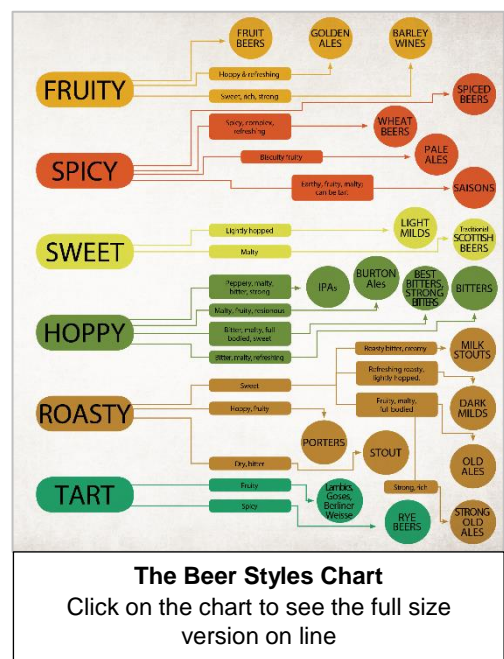 FRUIT
BEERS
GOLDEN
ALES
BARLEY
WINES
FRUITY
Hoppy & refreshing
Sweet, rich, strong
SPICED
BEERS
SPICY
Spicy, complex,
refreshing
WHEAT
BEERS
Biscuity fruity
PALE
ALES
Earthy, fruity, malty;
can be tart
SAISONS
SWEET
Lightly hopped
LIGHT
MILDS
Malty
Traditional
SCOTTISH
BEERS
HOPPY
Peppery, malty,
bitter, strong
IPAs
Malty, fruity, resionous
BURTON
Ales
Bitter, malty, full
bodied, sweet
BEST
BITTERS,
STRONG
BITTERS
Bitter, malty, refreshing
BITTERS
ROASTY
Sweet
Roasty bitter, creamy
MILK
STOUTS
Refreshing roasty,
lightly hopped.
DARK
MILDS
Hoppy, fruity
Fruity, malty,
full bodied
PORTERS
OLD
ALES
Dry, bitter
STOUT
Strong, rich
STRONG
OLD
ALES
TART
Fruity
Lambics,
Goses,
Berliner
Weisse
Spicy
RYE
BEERS
The Beer Styles Chart
Click on the chart to see the full size
version on line